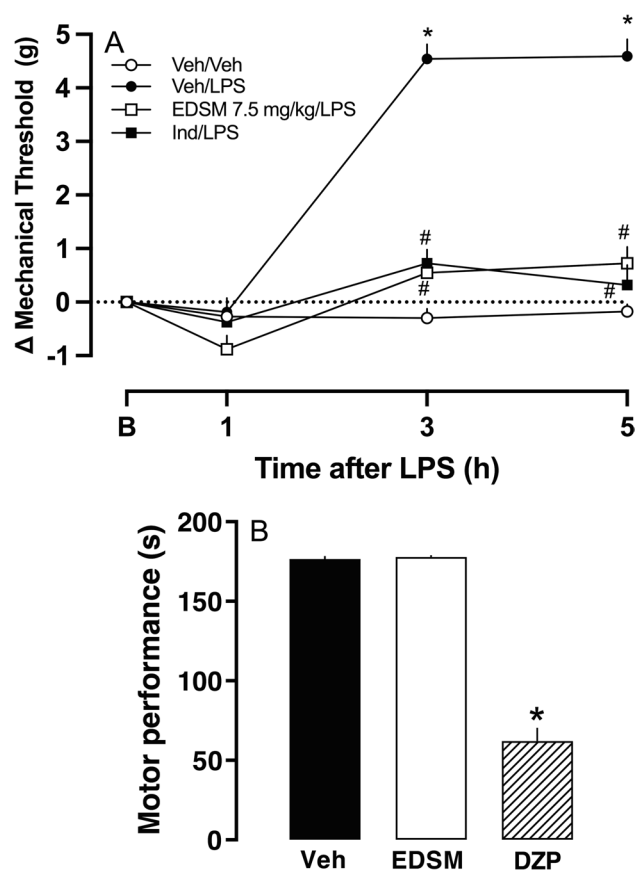 A
Veh/Veh
Veh/LPS
EDSM 7.5 mg/kg/LPS
Ind/LPS
Δ Mechanical Threshold (g)
5
4
3
2
1
0
-1
*
*
#
#
#
#
B 1 3 5
Time after LPS (h)
B
Motor performance (s)
200
150
100
50
0
*
Veh EDSM DZP